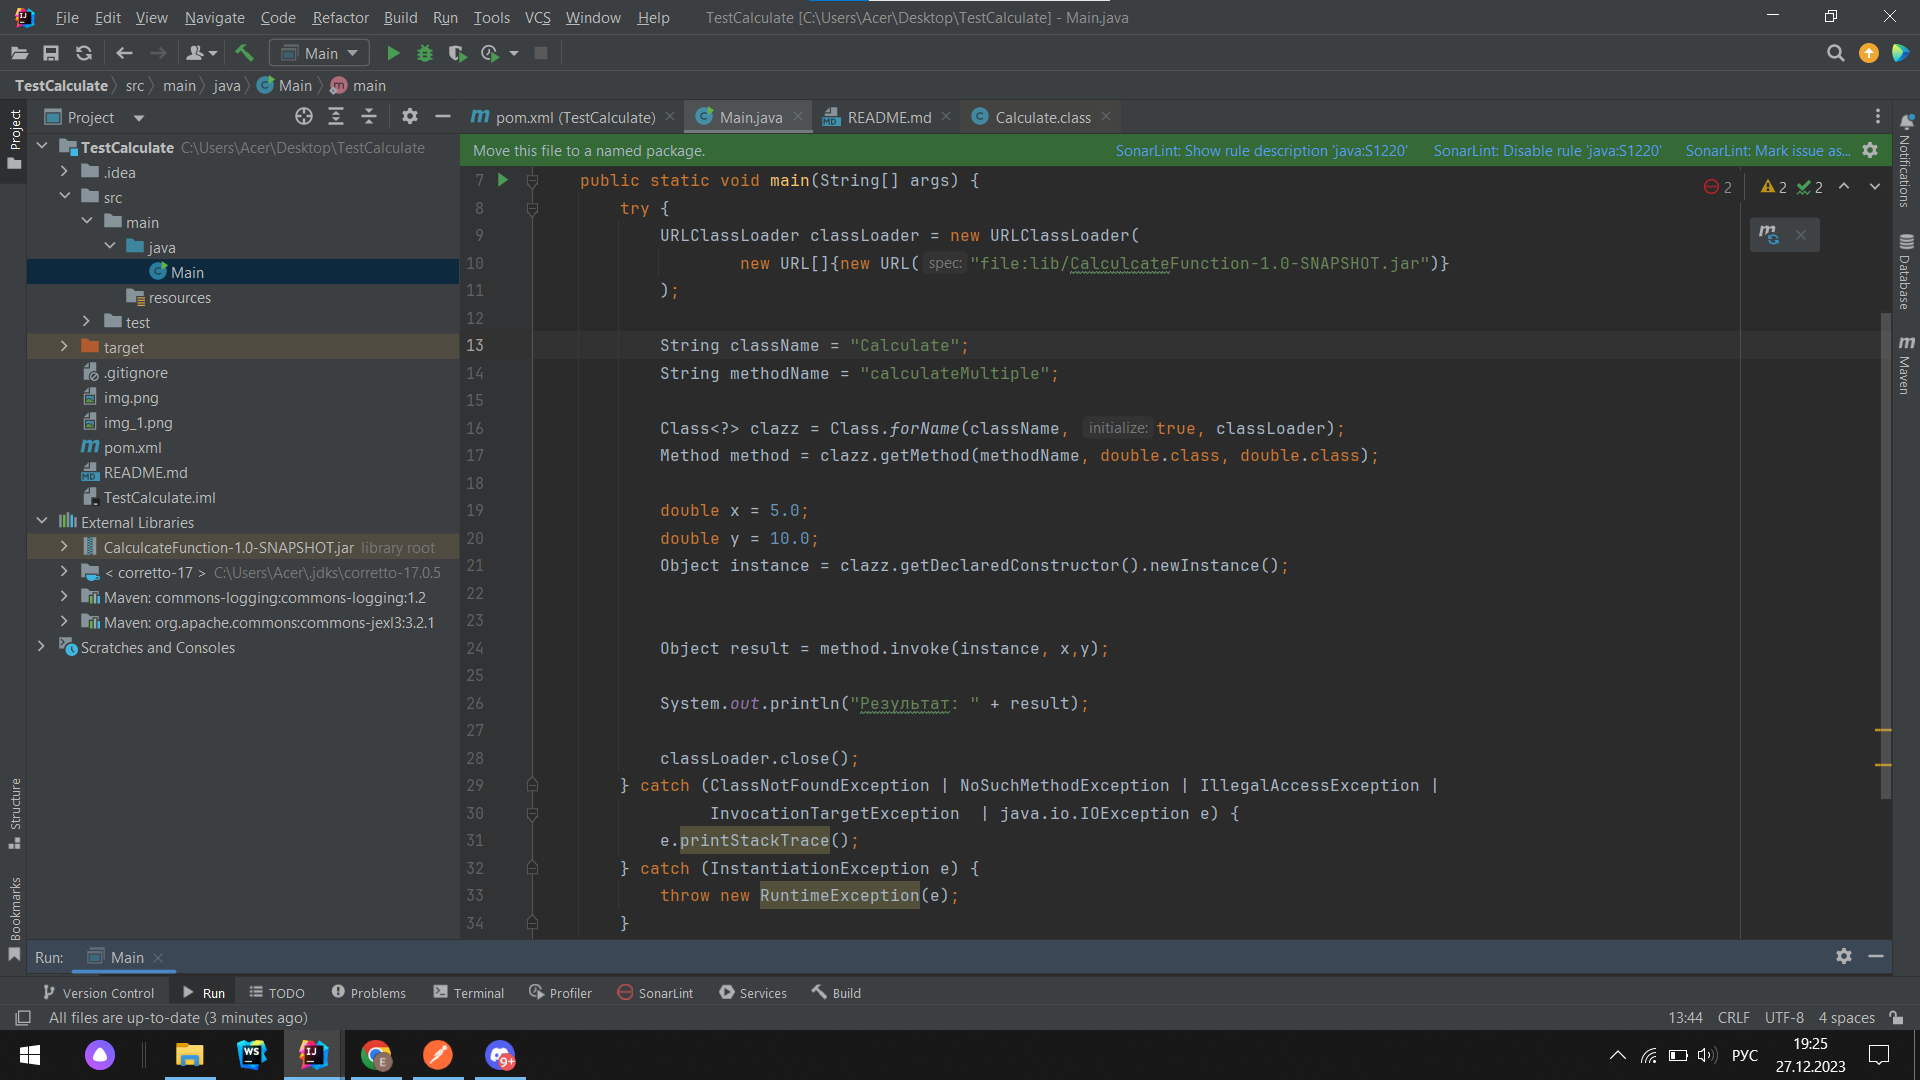 File Edit View Navigate Code Refactor Build Run Tools VCS Window Help TestCalculate [C:\Users\Acer\Desktop\TestCalculate] - Main.java
Main
TestCalculate src main java Main main
Project
pom.xml (TestCalculate) Main.java README.md Calculate.class
TestCalculate C:\Users\Acer\Desktop\TestCalculate
.idea
src
main
java
Main
resources
test
target
.gitignore
img.png
img_1.png
pom.xml
README.md
TestCalculate.iml
External Libraries
CalculcateFunction-1.0-SNAPSHOT.jar library root
< corretto-17 > C:\Users\Acer\.jdks\corretto-17.0.5
Maven: commons-logging:commons-logging:1.2
Maven: org.apache.commons:commons-jexl3:3.2.1
Scratches and Consoles
Move this file to a named package. SonarLint: Show rule description 'java:S1220' SonarLint: Disable rule 'java:S1220' SonarLint: Mark issue as...
2 2 2
7 public static void main(String[] args) {
8 try {
9 URLClassLoader classLoader = new URLClassLoader(
10 new URL[]{new URL( spec: "file:lib/CalculcateFunction-1.0-SNAPSHOT.jar")}
11 );
12
13 String className = "Calculate";
14 String methodName = "calculateMultiple";
15
16 Class<?> clazz = Class.forName(className, initialize: true, classLoader);
17 Method method = clazz.getMethod(methodName, double.class, double.class);
18
19 double x = 5.0;
20 double y = 10.0;
21 Object instance = clazz.getDeclaredConstructor().newInstance();
22
23
24 Object result = method.invoke(instance, x,y);
25
26 System.out.println("Результат: " + result);
27
28 classLoader.close();
29 } catch (ClassNotFoundException | NoSuchMethodException | IllegalAccessException |
30 InvocationTargetException | java.io.IOException e) {
31 e.printStackTrace();
32 } catch (InstantiationException e) {
33 throw new RuntimeException(e);
34 }
Project
Structure
Bookmarks
Notifications
Database
Maven
Run: Main
Version Control Run TODO Problems Terminal Profiler SonarLint Services Build
All files are up-to-date (3 minutes ago) 13:44 CRLF UTF-8 4 spaces
WS IJ E 9+ РУС 19:25
27.12.2023